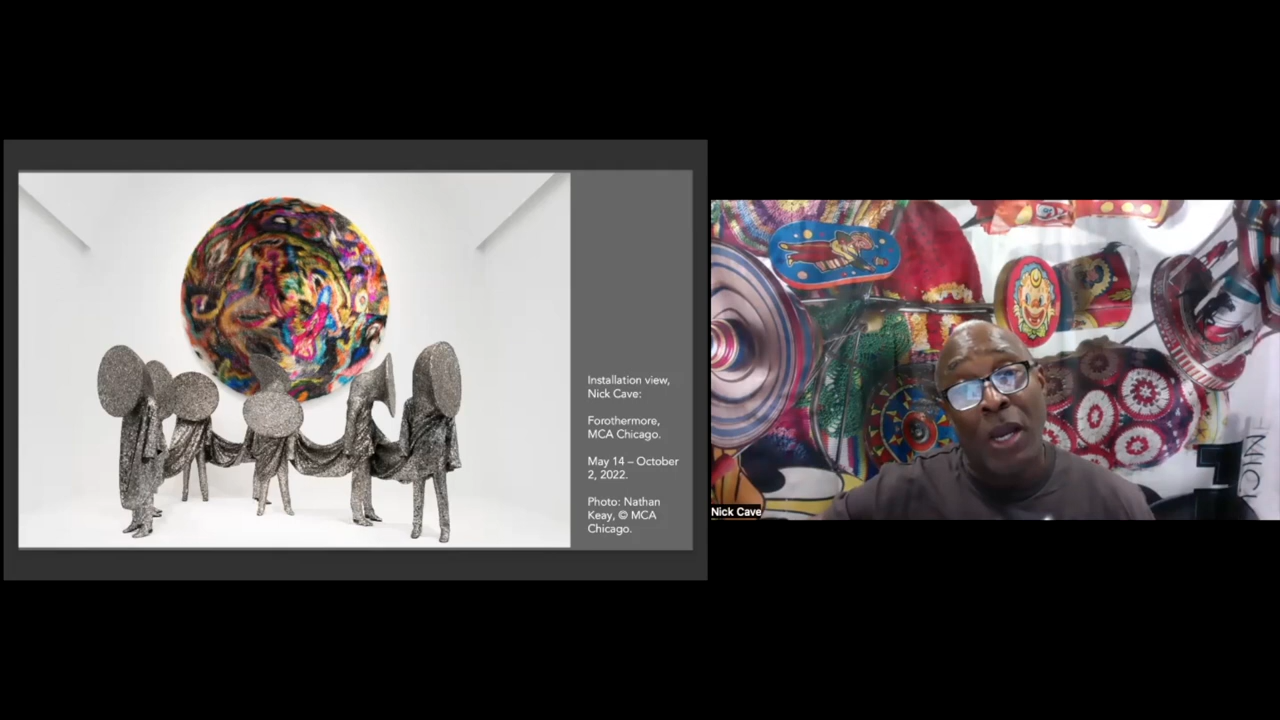 Installation view,
Nick Cave:
Forothermore,
MCA Chicago.
May 14 – October
2, 2022.
Photo: Nathan
Keay, © MCA
Chicago.
Nick Cave